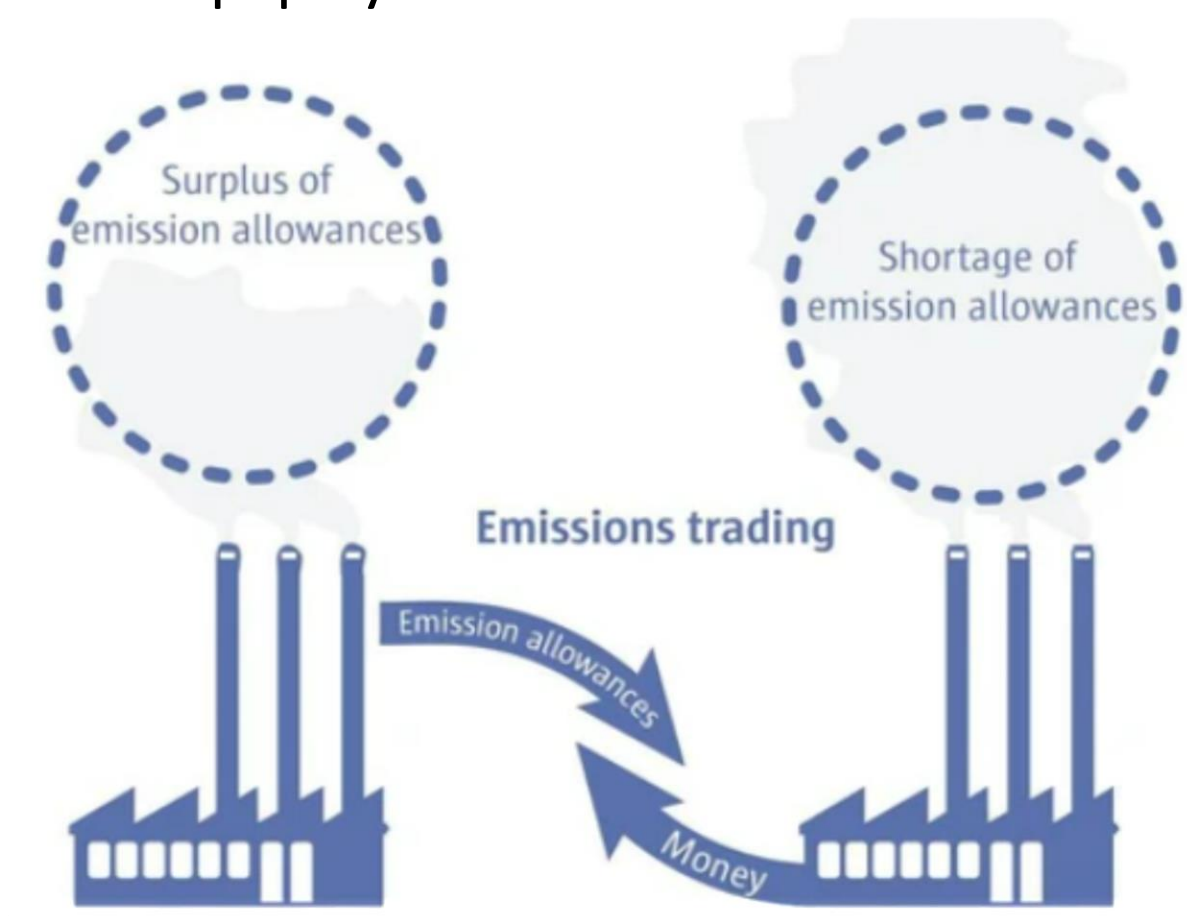 Surplus of
emission allowances
Shortage of
emission allowances
Emissions trading
Emission allowances
Money